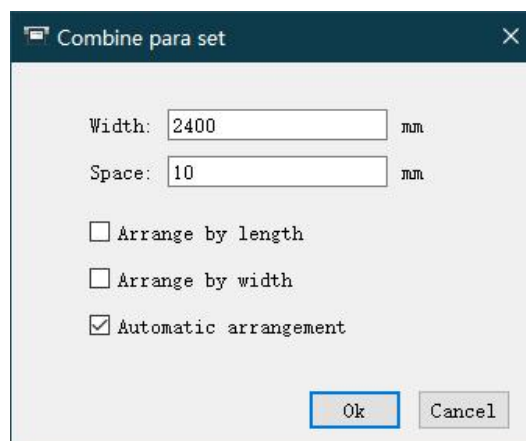 Combine para set
Width: 2400 mm
Space: 10 mm
Arrange by length
Arrange by width
Automatic arrangement
Ok Cancel